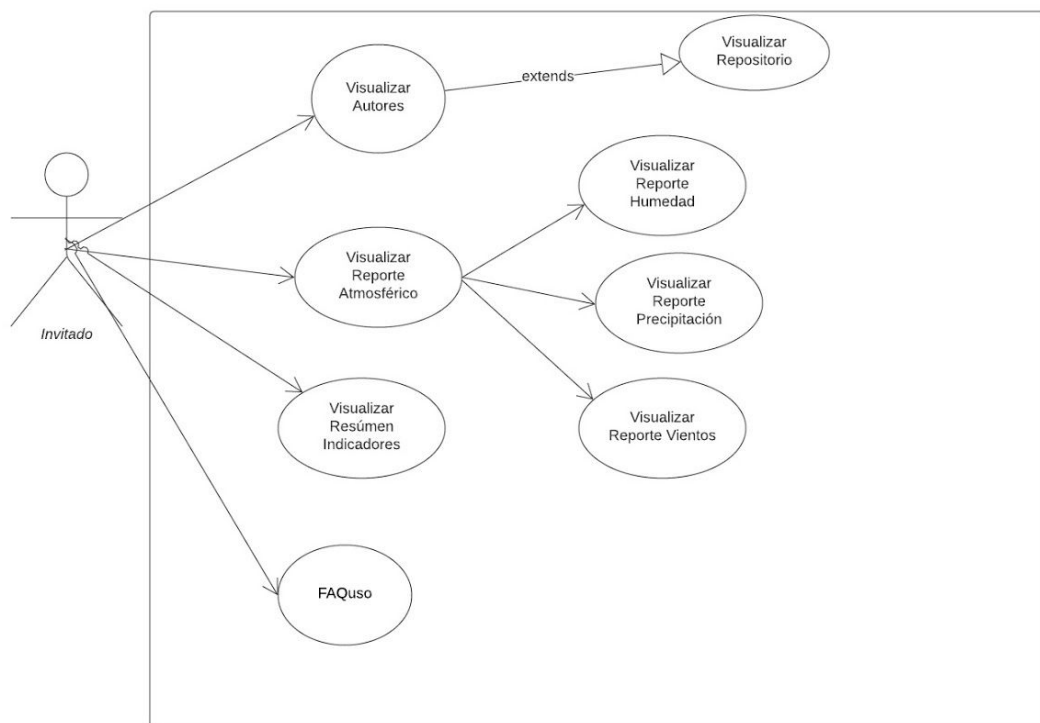 Visualizar
Repositorio
extends
Visualizar
Autores
Visualizar
Reporte
Humedad
Visualizar
Reporte
Atmosférico
Visualizar
Reporte
Precipitación
Invitado
Visualizar
Resúmen
Indicadores
Visualizar
Reporte Vientos
FAQuso